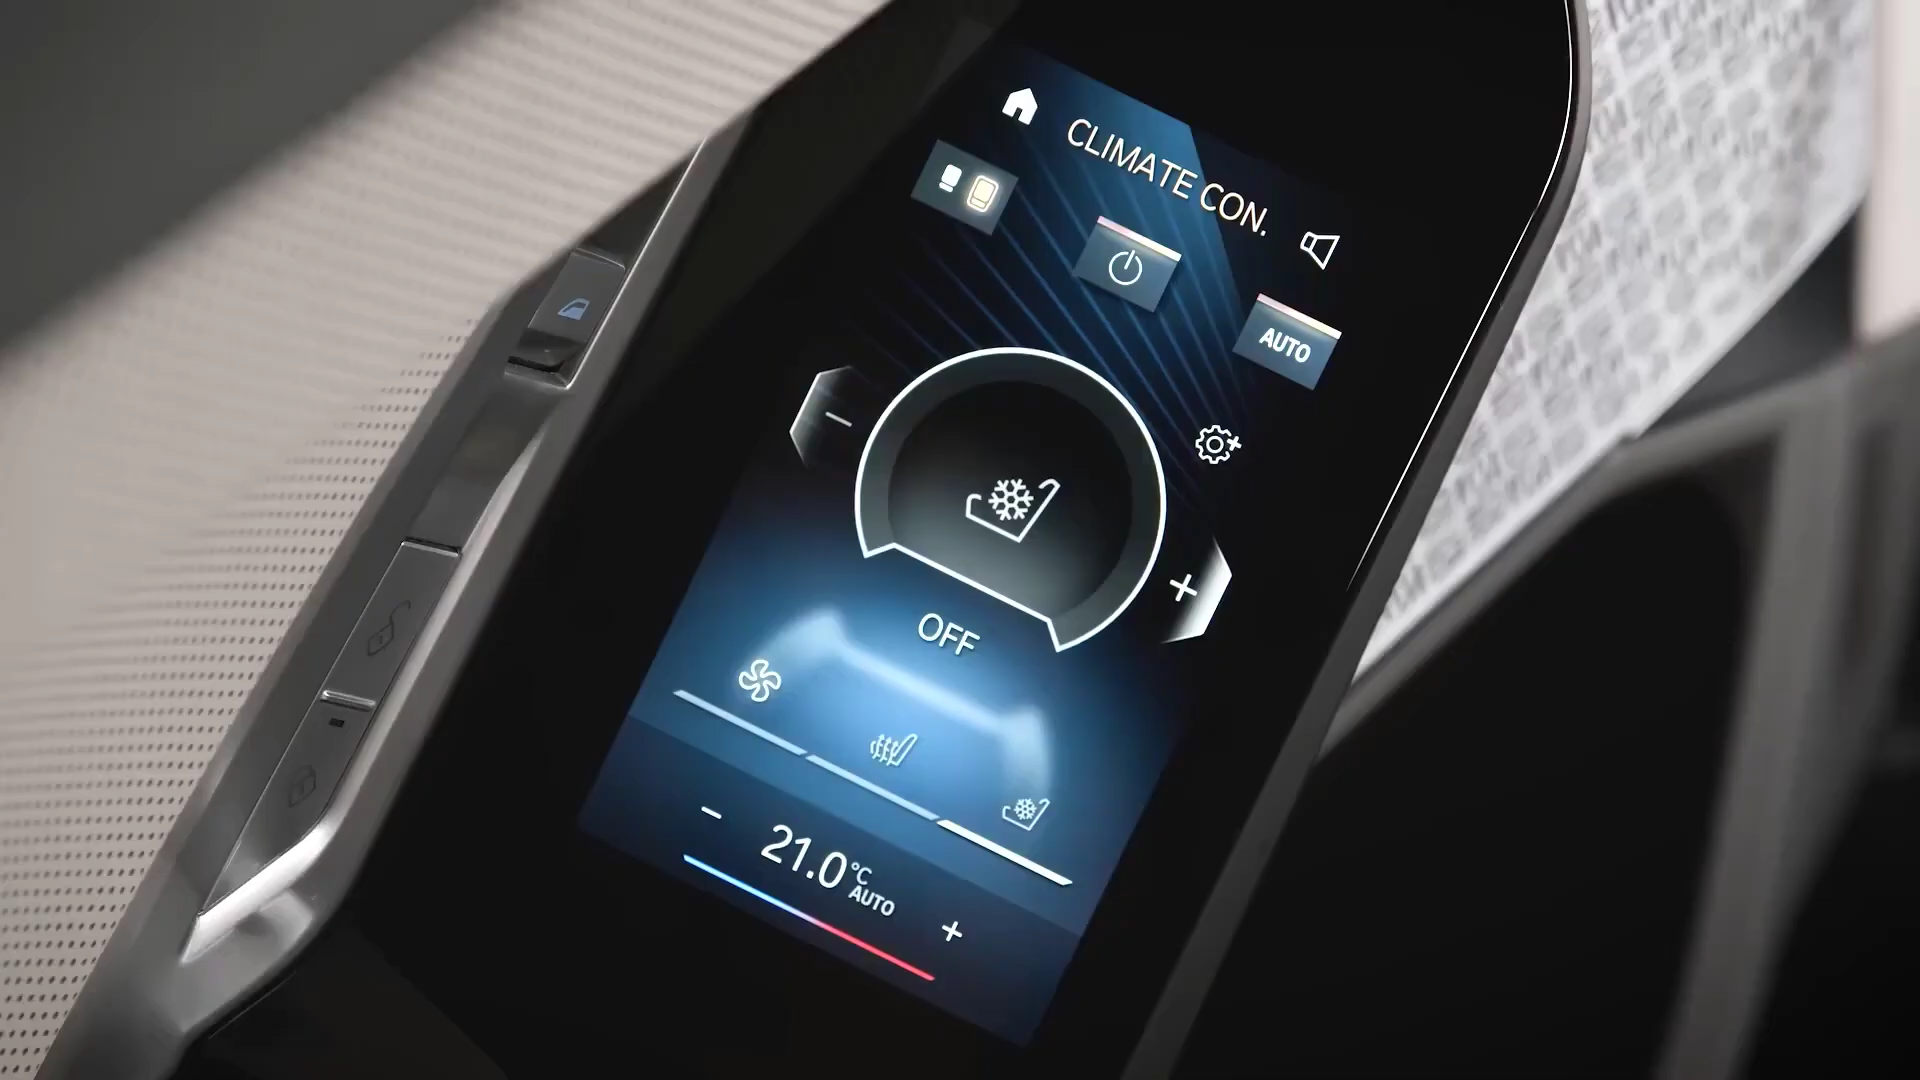 CLIMATE CON.
AUTO
OFF
21.0 °C
AUTO